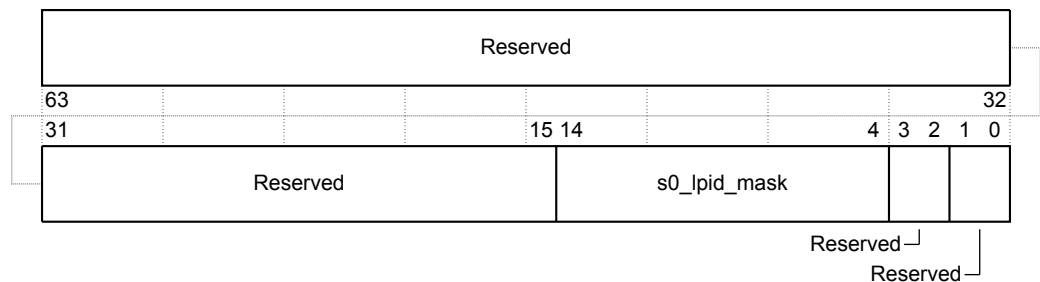 Reserved
63 32
31 15 14 4 3 2 1 0
Reserved s0_lpid_mask
Reserved
Reserved